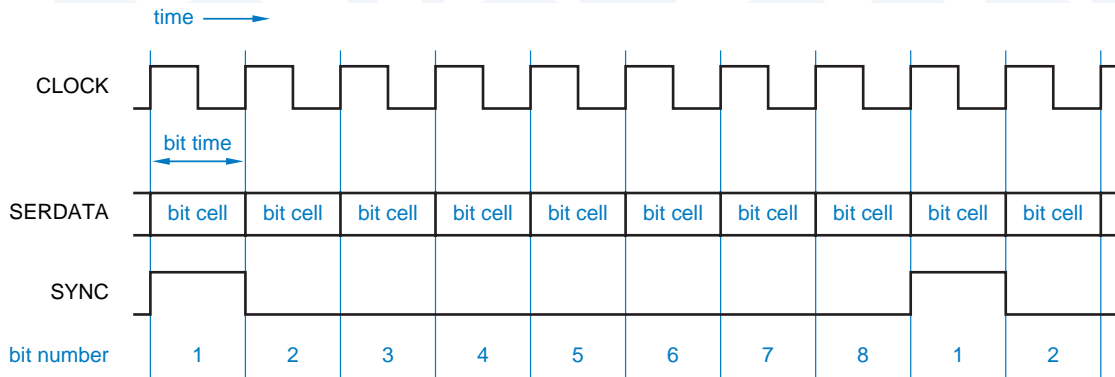 time
CLOCK
bit time
SERDATA bit cell bit cell bit cell bit cell bit cell bit cell bit cell bit cell bit cell bit cell
SYNC
bit number 1 2 3 4 5 6 7 8 1 2